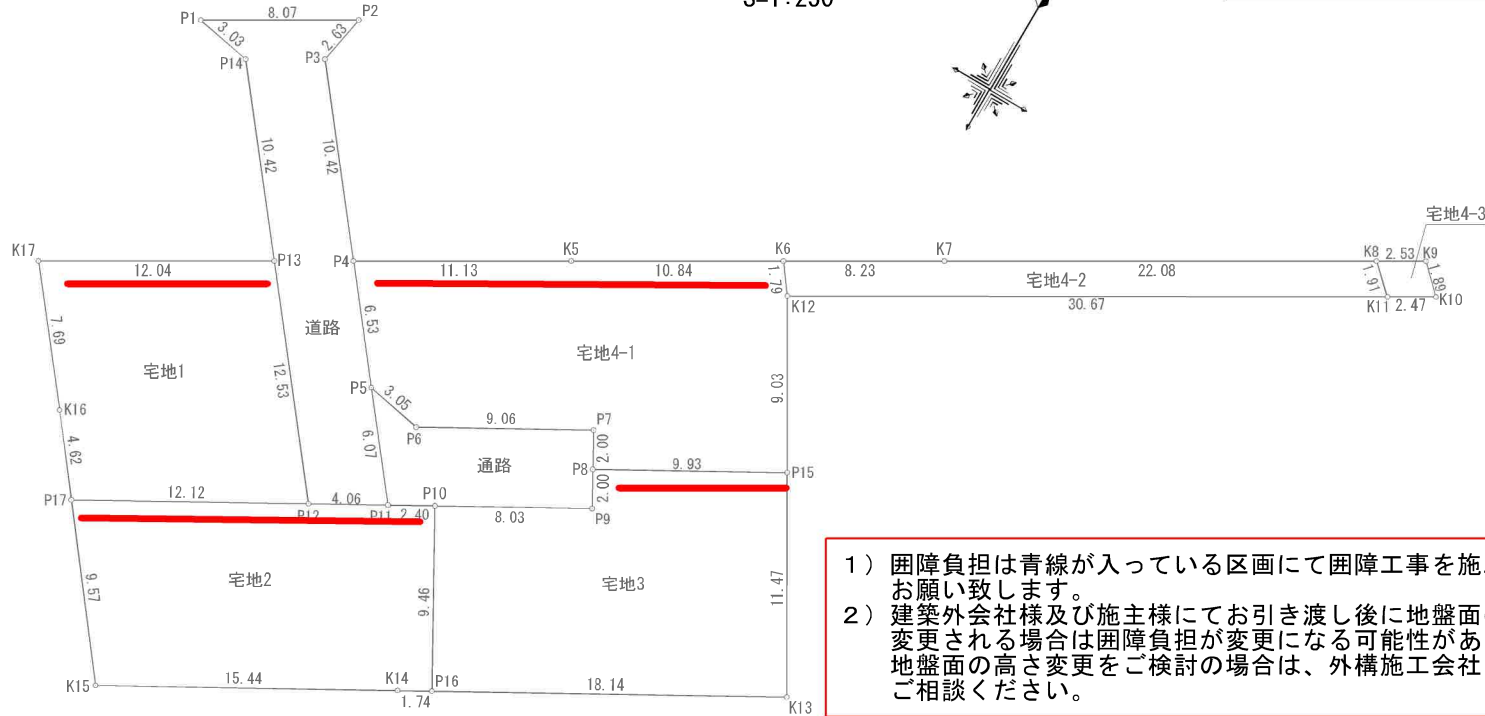 S=1:250
P1 8.07 P2
3.03 2.63
P14 P3
10.42 10.42
宅地4-3
K17 P13 P4 K5 K6 K7 K8 2.53 K9
12.04 11.13 10.84 1.79 8.23 22.08 1.91 1.89
宅地4-2
K12 30.67 K11 2.47 K10
7.69 道路 6.53
宅地1 12.53 宅地4-1 9.03
P5 3.05
K16
4.62 6.07 P6 9.06 P7
2.00
通路 P8 9.93 P15
2.00
P17 12.12 P12 4.06 P11 2.40 P10 8.03 P9
9.57 宅地2 9.46 宅地3 11.47
K15 15.44 K14 1.74 P16 18.14 K13
1）囲障負担は青線が入っている区画にて囲障工事を施
お願い致します。
2）建築外会社様及び施主様にてお引き渡し後に地盤面
変更される場合は囲障負担が変更になる可能性があ
地盤面の高さ変更をご検討の場合は、外構施工会社
ご相談ください。